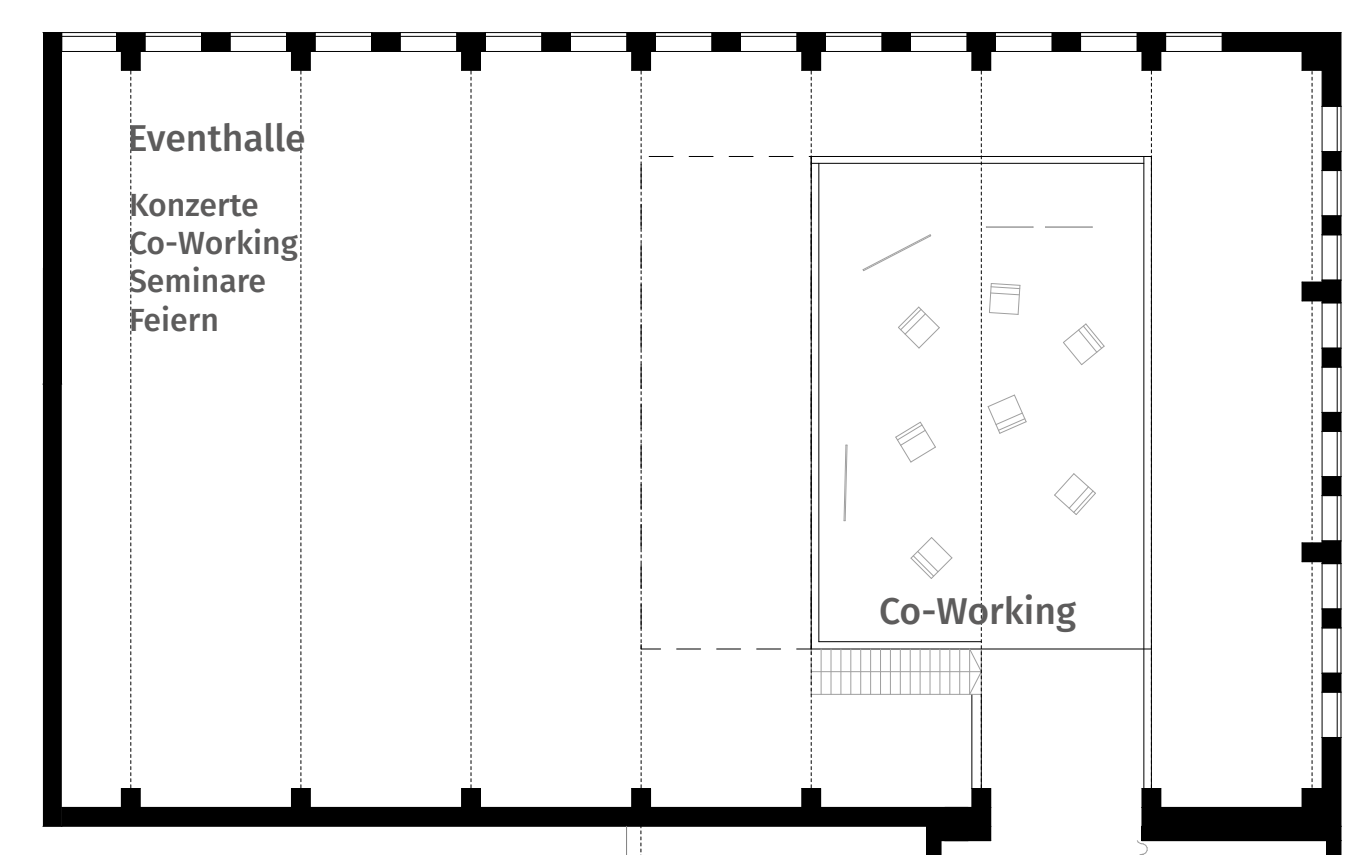 Eventhalle
Konzerte
Co-Working
Seminare
Feiern
Co-Working